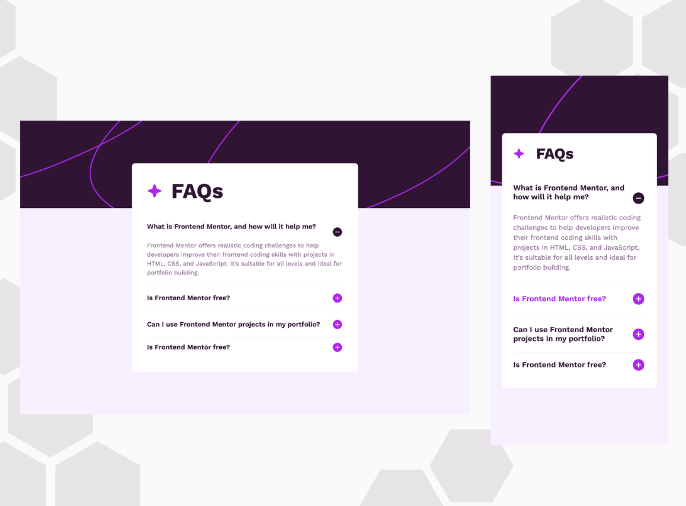 FAQs
What is Frontend Mentor, and how will it help me?
Frontend Mentor offers realistic coding challenges to help
developers improve their frontend coding skills with projects in
HTML, CSS, and JavaScript. It's suitable for all levels and ideal for
portfolio building.
Is Frontend Mentor free?
Can I use Frontend Mentor projects in my portfolio?
Is Frontend Mentor free?
FAQs
What is Frontend Mentor, and
how will it help me?
Frontend Mentor offers realistic coding
challenges to help developers improve
their frontend coding skills with
projects in HTML, CSS, and JavaScript.
It's suitable for all levels and ideal for
portfolio building.
Is Frontend Mentor free?
Can I use Frontend Mentor
projects in my portfolio?
Is Frontend Mentor free?